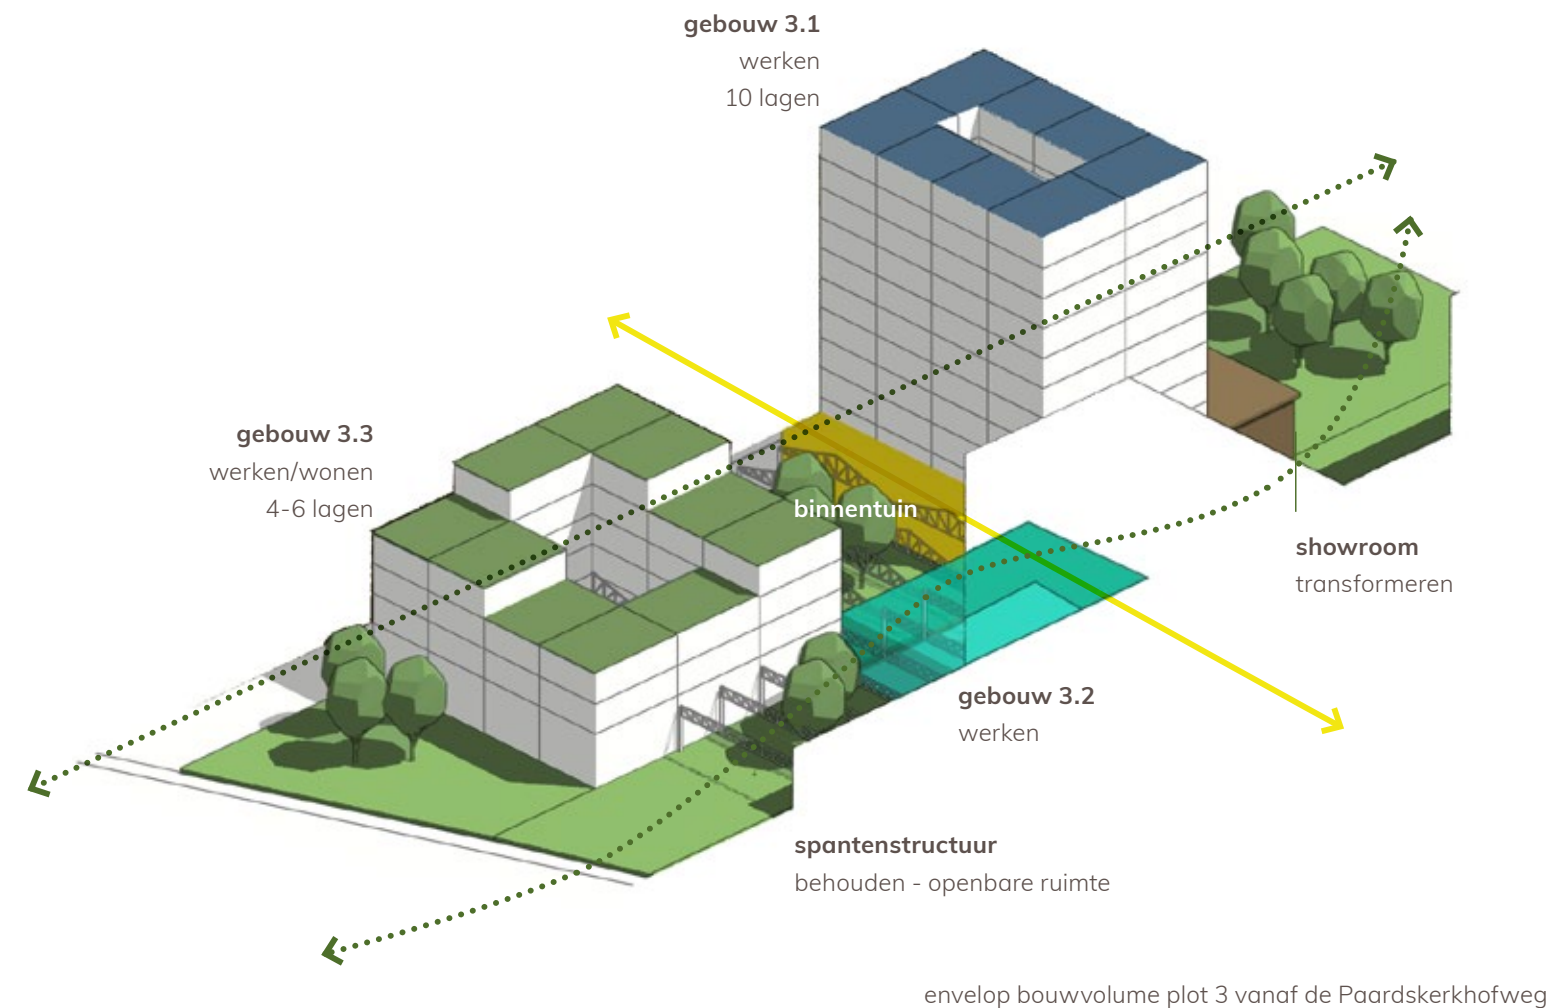 gebouw 3.1
werken
10 lagen
gebouw 3.3
werken/wonen
4-6 lagen
binnentuin
showroom
transformeren
gebouw 3.2
werken
spantenstructuur
behouden - openbare ruimte
envelop bouwvolume plot 3 vanaf de Paardskerkhofweg